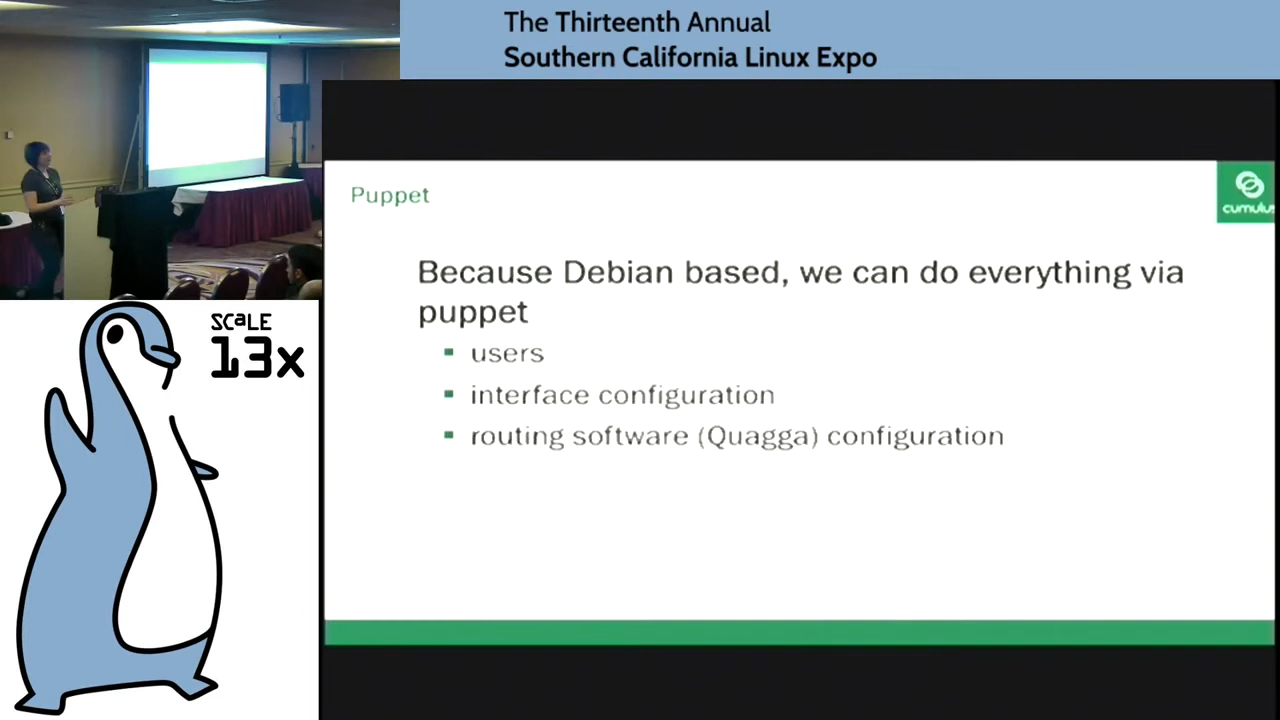 The Thirteenth Annual
Southern California Linux Expo
Puppet
cumulus
Because Debian based, we can do everything via
puppet
users
interface configuration
routing software (Quagga) configuration
SCaLE
13x